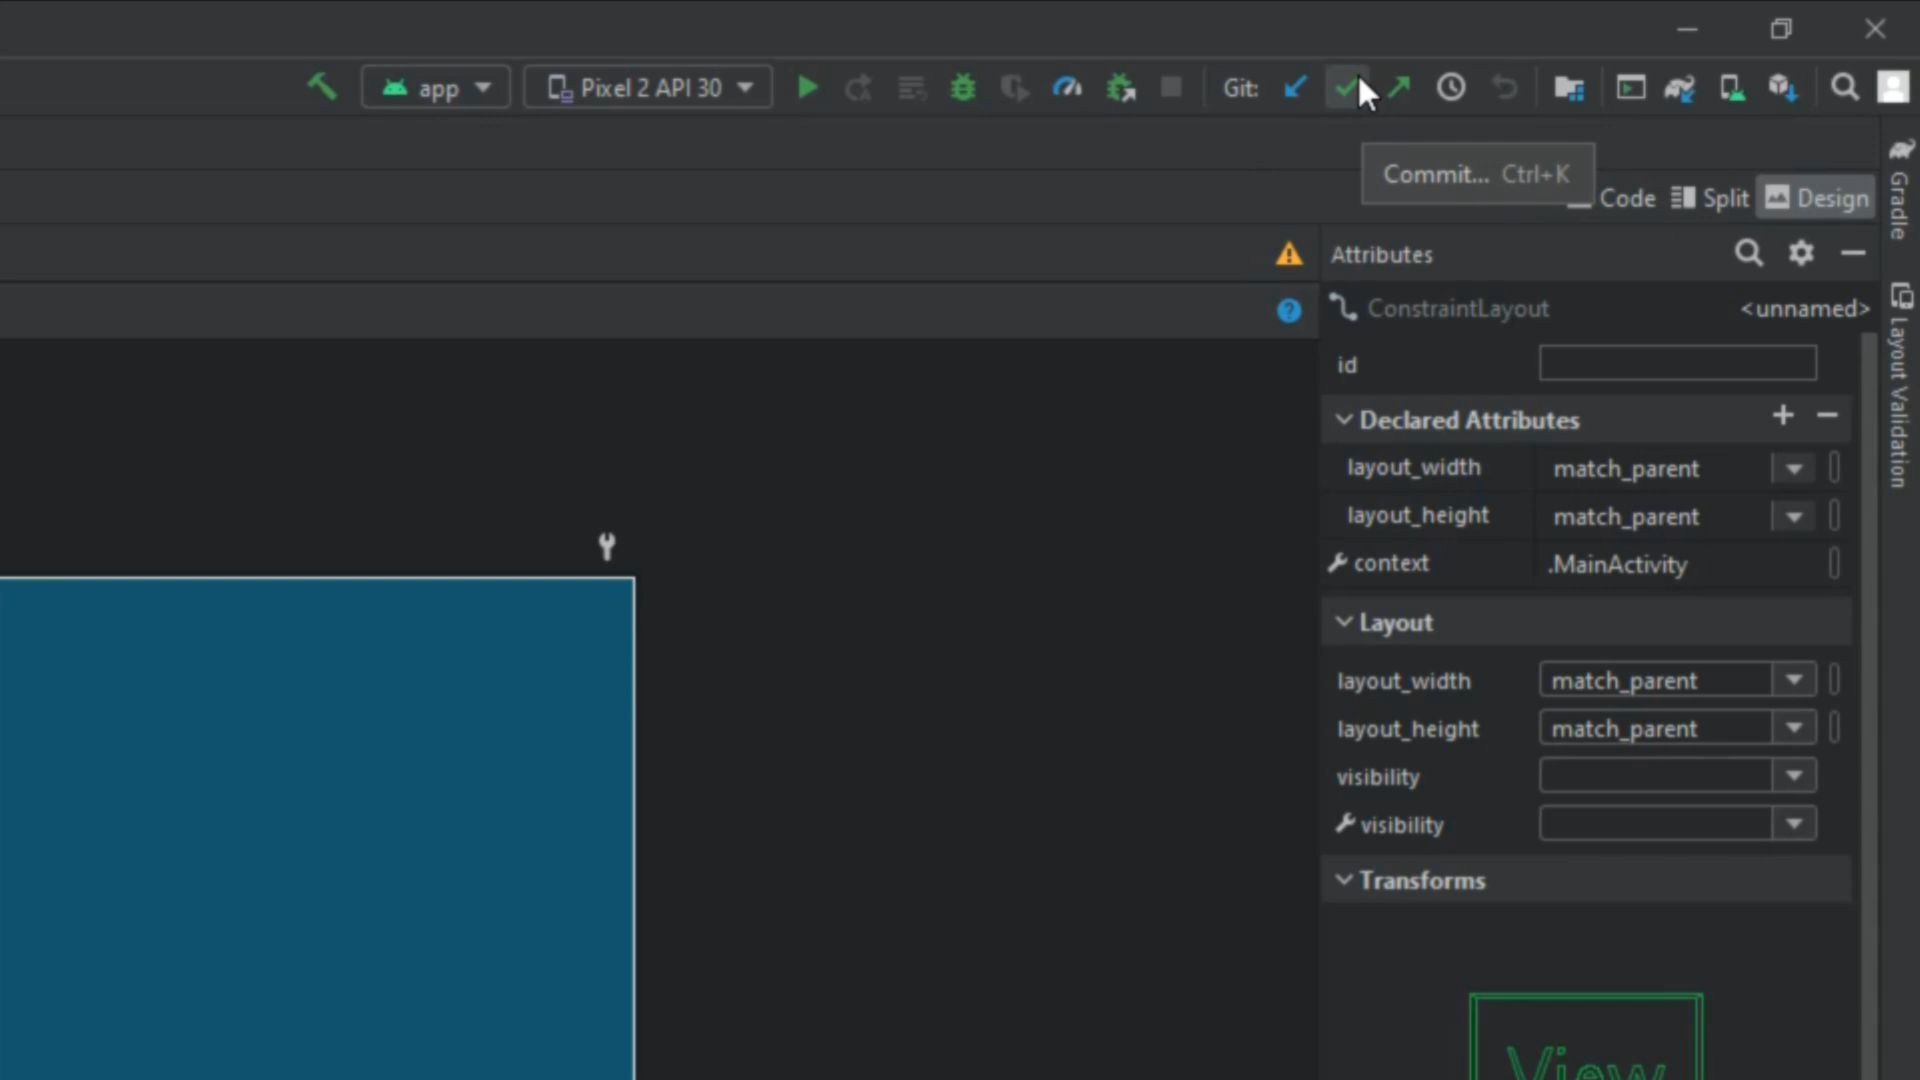 app
Pixel 2 API 30
Git:
Commit... Ctrl+K
Code
Split
Design
Gradle
Attributes
ConstraintLayout
<unnamed>
id
Layout Validation
Declared Attributes
layout_width match_parent
layout_height match_parent
context .MainActivity
Layout
layout_width match_parent
layout_height match_parent
visibility
visibility
Transforms
View